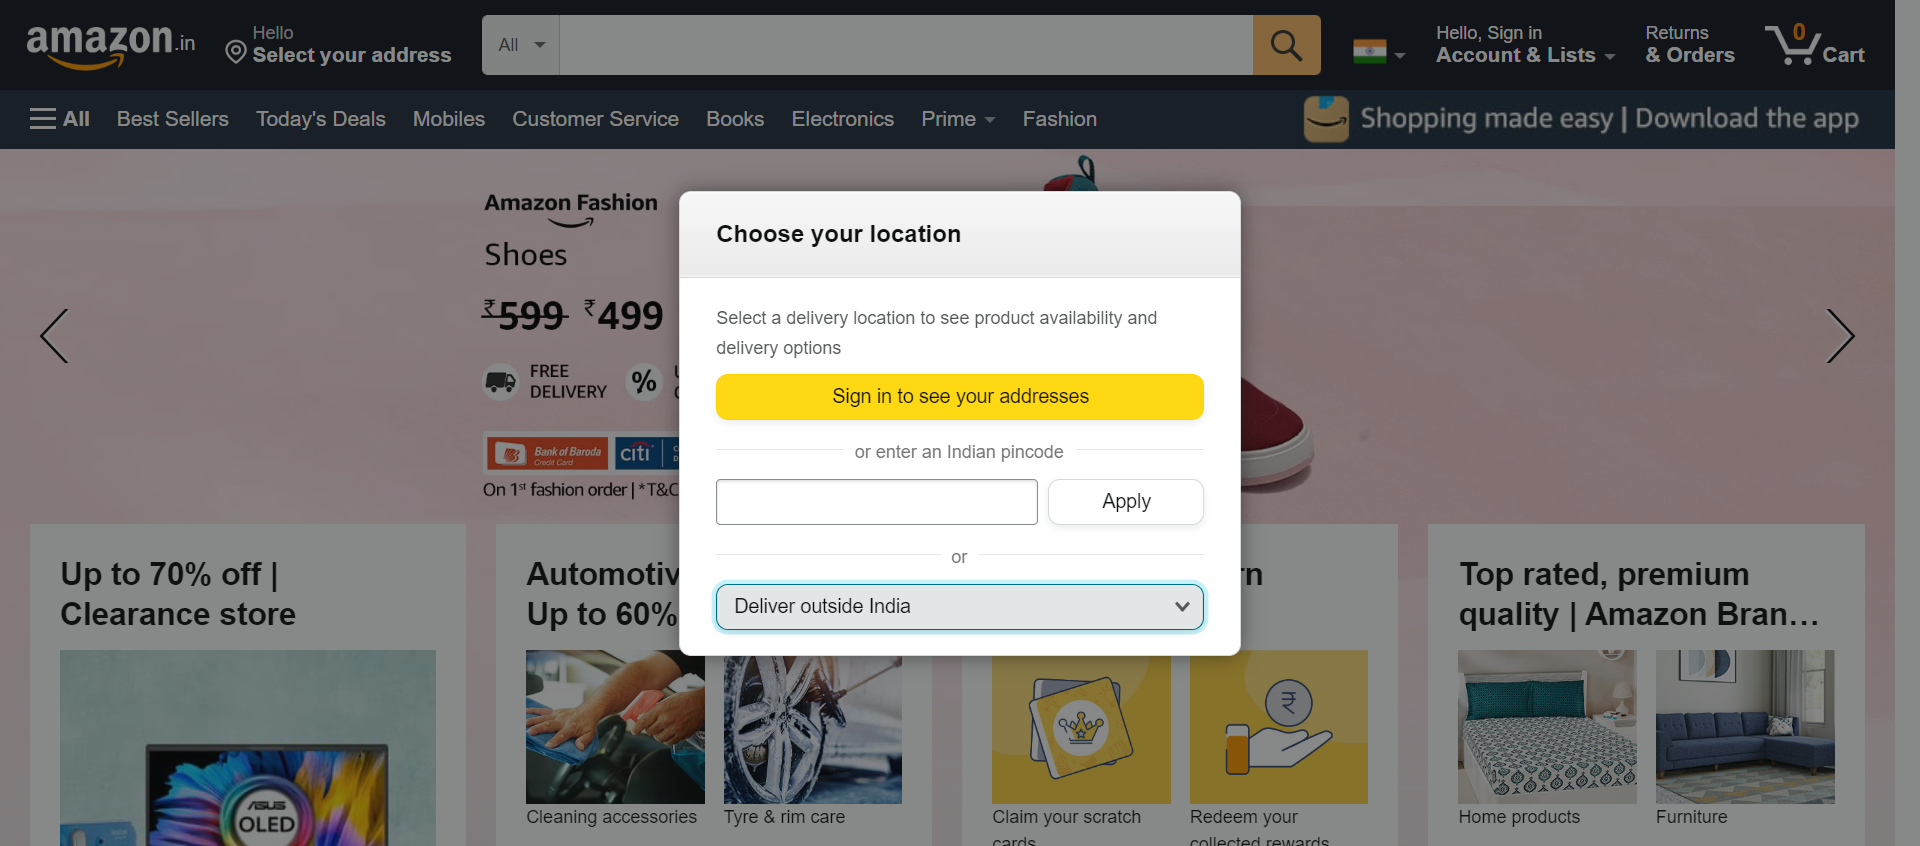 amazon.in
Hello
Select your address
All
Hello, Sign in
Account & Lists
Returns
& Orders
0
Cart
All
Best Sellers
Today's Deals
Mobiles
Customer Service
Books
Electronics
Prime
Fashion
Shopping made easy | Download the app
Amazon Fashion
Shoes
₹599 ₹499
FREE
DELIVERY
%
Bank of Baroda
Credit Card
citi
On 1st fashion order | *T&C
Choose your location
Select a delivery location to see product availability and
delivery options
Sign in to see your addresses
or enter an Indian pincode
Apply
or
Deliver outside India
Up to 70% off |
Clearance store
ASUS
OLED
Automotiv
Up to 60%
Cleaning accessories
Tyre & rim care
rn
₹
Claim your scratch
cards
Redeem your
collected rewards
Top rated, premium
quality | Amazon Bran…
Home products
Furniture